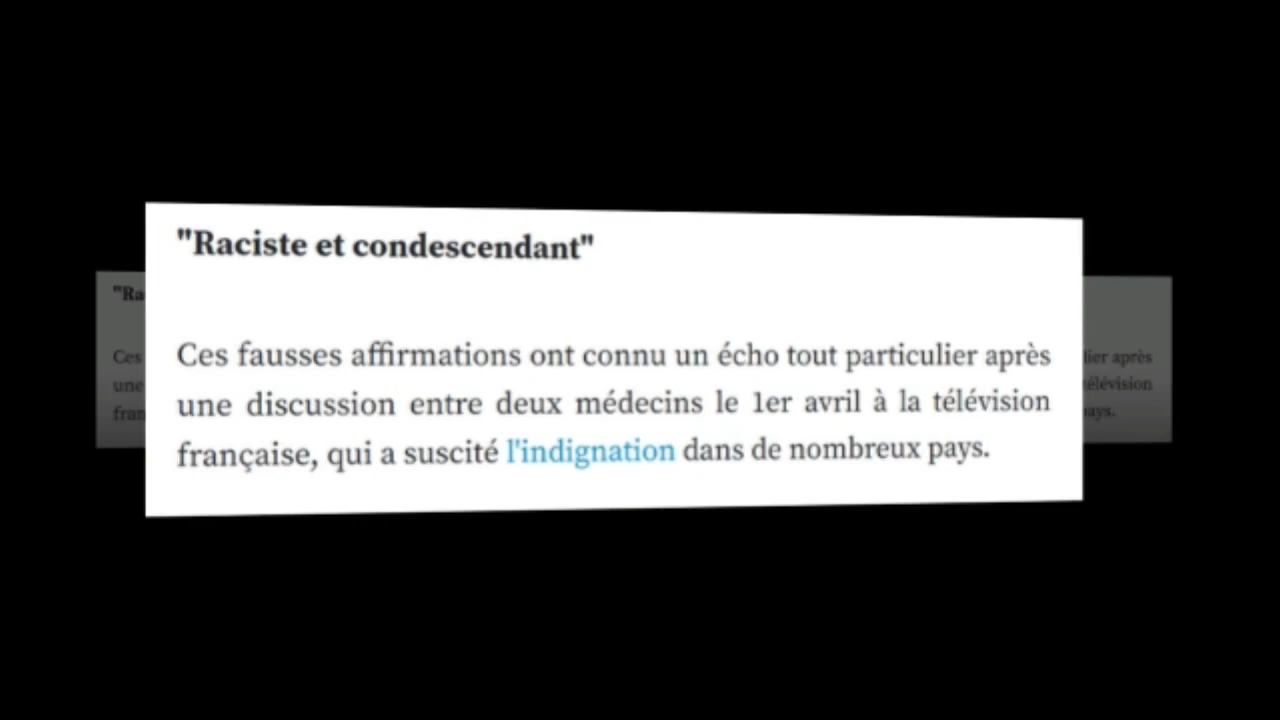 "Raciste et condescendant"
Ces fausses affirmations ont connu un écho tout particulier après
une discussion entre deux médecins le 1er avril à la télévision
française, qui a suscité l'indignation dans de nombreux pays.